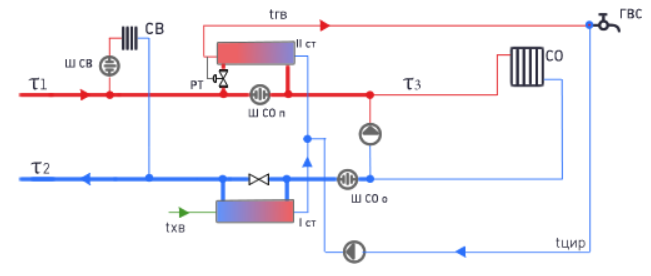 tгв
ГВС
СВ
II ст
СО
Ш СВ
РТ
τ1
τ3
Ш СО п
τ2
Ш СО о
I ст
tхв
tцир